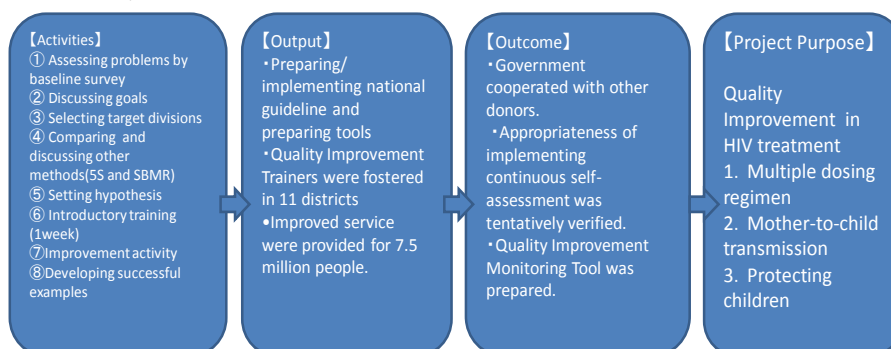 【Activities】
① Assessing problems by
baseline survey
② Discussing goals
③ Selecting target divisions
④ Comparing and
discussing other
methods(5S and SBMR)
⑤ Setting hypothesis
⑥ Introductory training
(1week)
⑦Improvement activity
⑧Developing successful
examples
【Output】
・Preparing/
implementing national
guideline and
preparing tools
・Quality Improvement
Trainers were fostered
in 11 districts
•Improved service
were provided for 7.5
million people.
【Outcome】
・Government
cooperated with other
donors.
・Appropriateness of
implementing
continuous self-
assessment was
tentatively verified.
・Quality Improvement
Monitoring Tool was
prepared.
【Project Purpose】
Quality
Improvement in
HIV treatment
1. Multiple dosing
regimen
2. Mother-to-child
transmission
3. Protecting
children